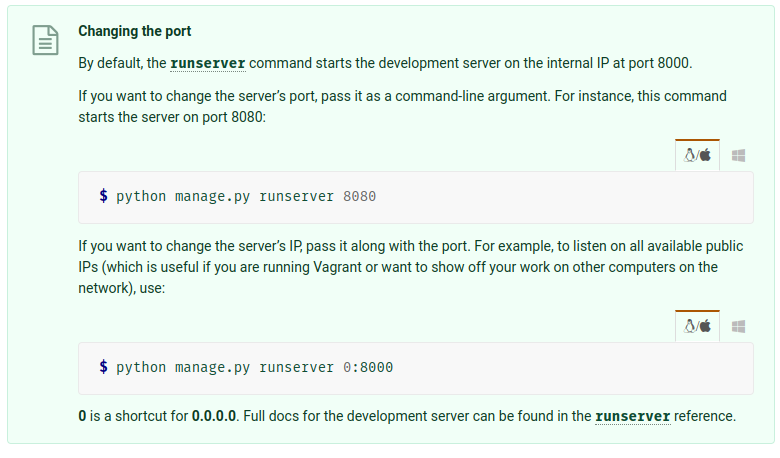 Changing the port
By default, the runserver command starts the development server on the internal IP at port 8000.
If you want to change the server's port, pass it as a command-line argument. For instance, this command
starts the server on port 8080:
/
$ python manage.py runserver 8080
If you want to change the server's IP, pass it along with the port. For example, to listen on all available public
IPs (which is useful if you are running Vagrant or want to show off your work on other computers on the
network), use:
/
$ python manage.py runserver 0:8000
0 is a shortcut for 0.0.0.0. Full docs for the development server can be found in the runserver reference.